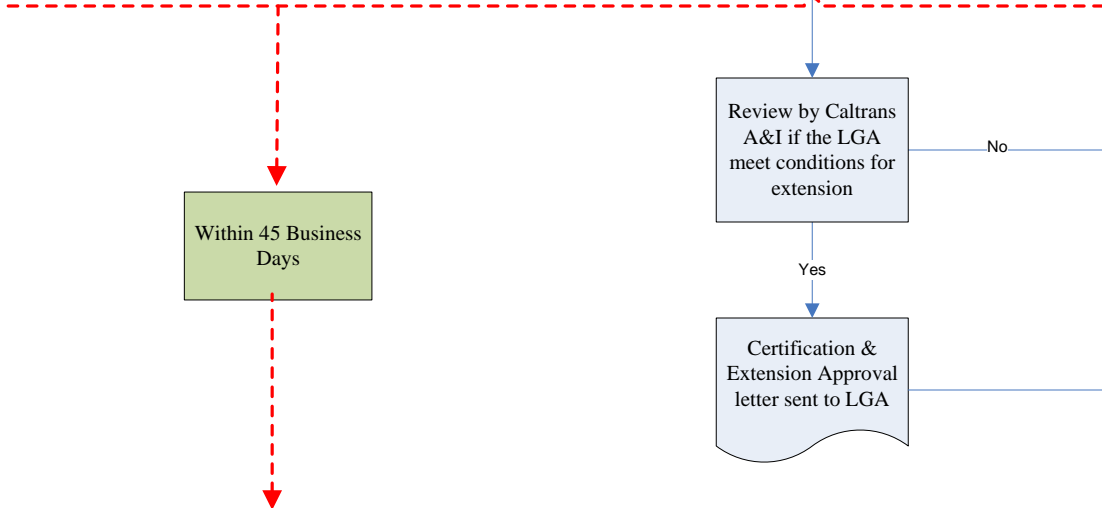 Review by Caltrans
A&I if the LGA
meet conditions for
extension
No
Within 45 Business
Days
Yes
Certification &
Extension Approval
letter sent to LGA